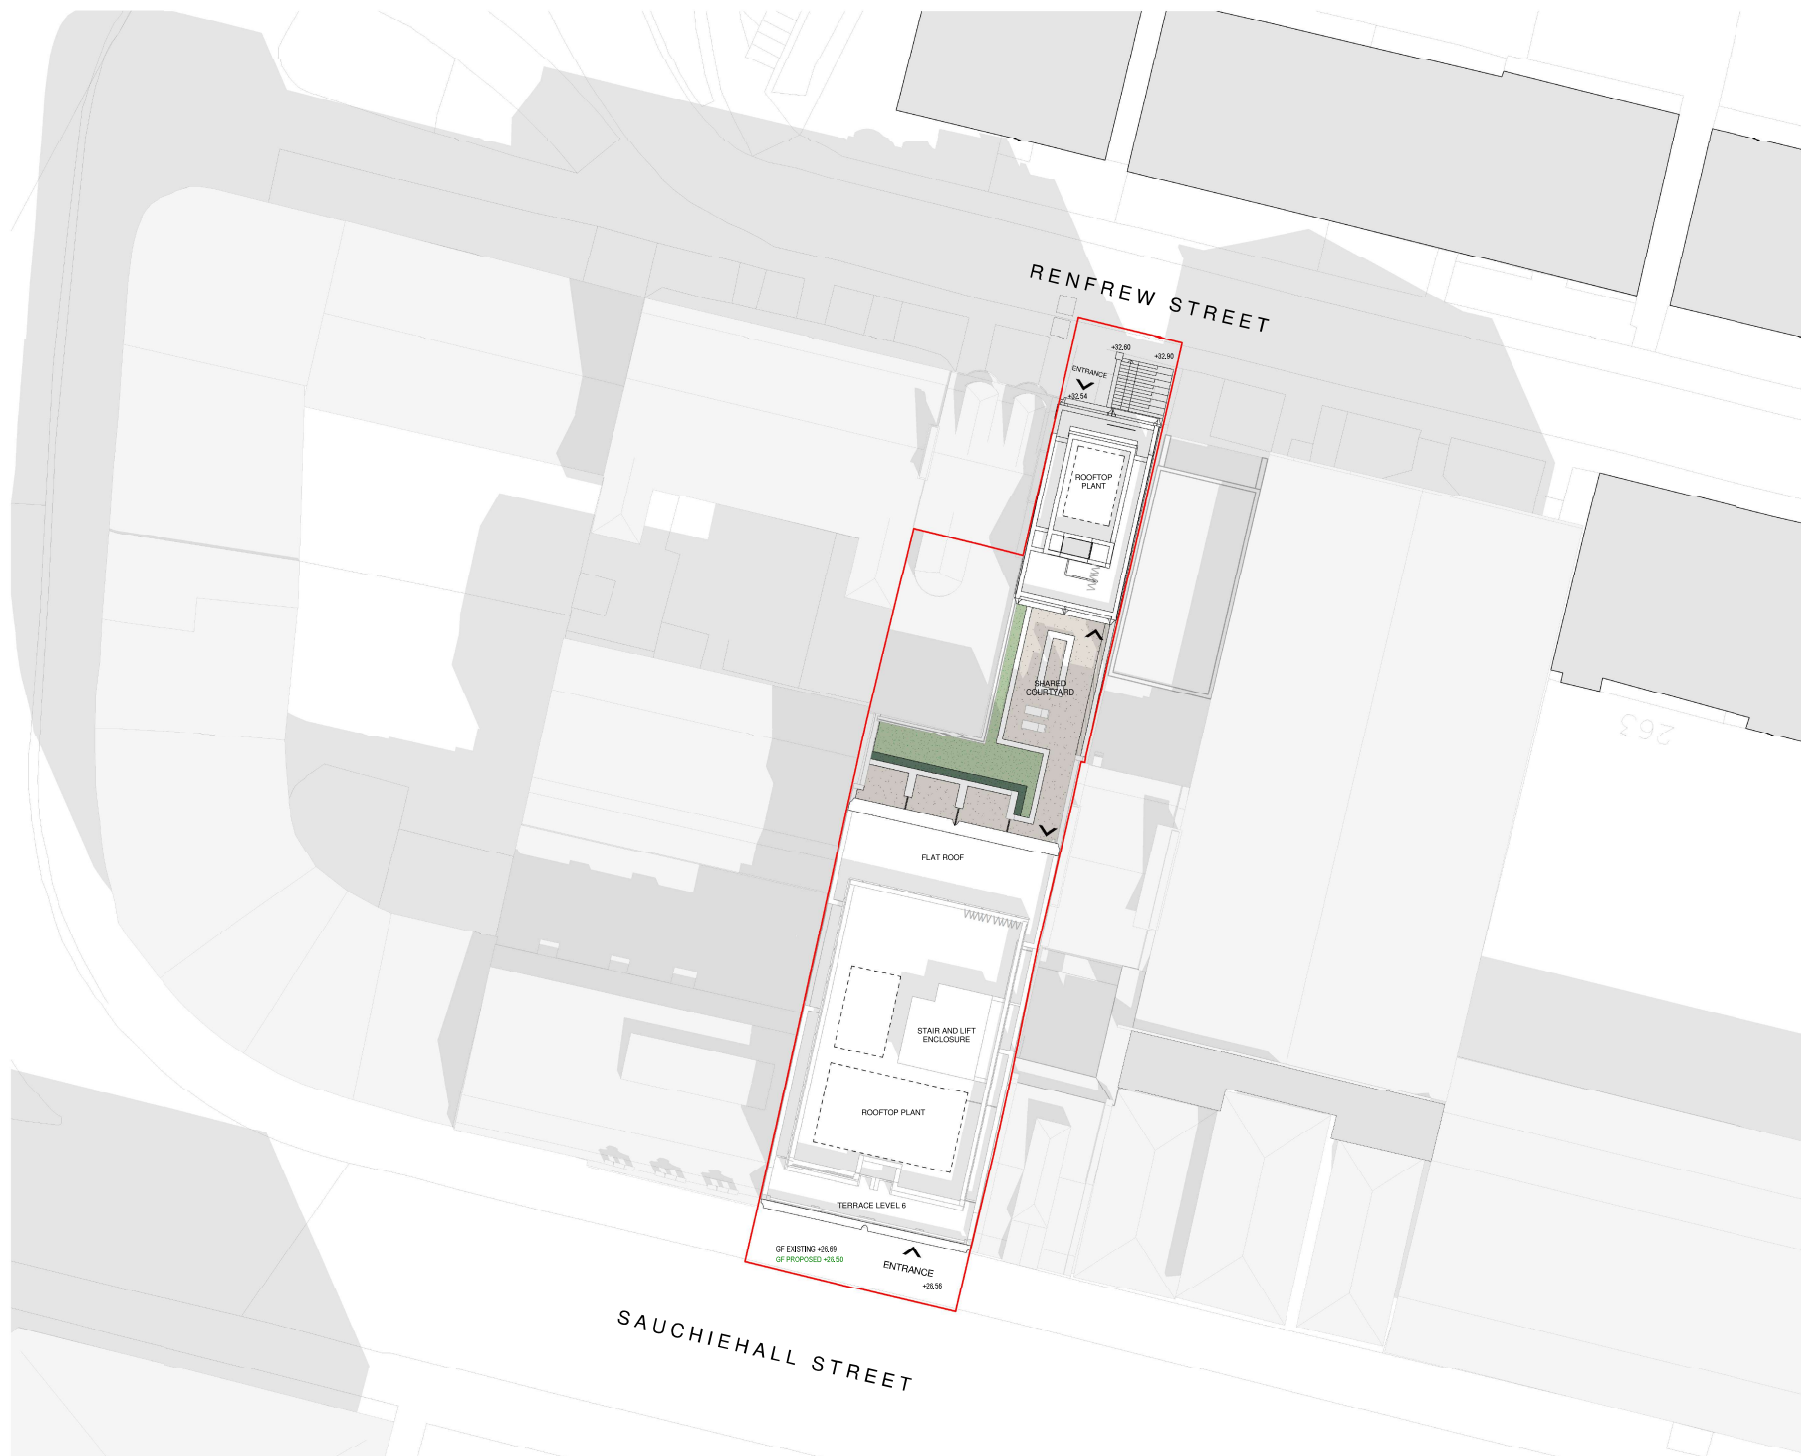 RENFREW STREET
+32.60
+32.90
ENTRANCE
+32.54
ROOFTOP
PLANT
SHARED
COURTYARD
263
FLAT ROOF
STAIR AND LIFT
ENCLOSURE
ROOFTOP PLANT
TERRACE LEVEL 6
GF EXISTING +26.69
GF PROPOSED +26.50
ENTRANCE
+26.56
SAUCHIEHALL STREET